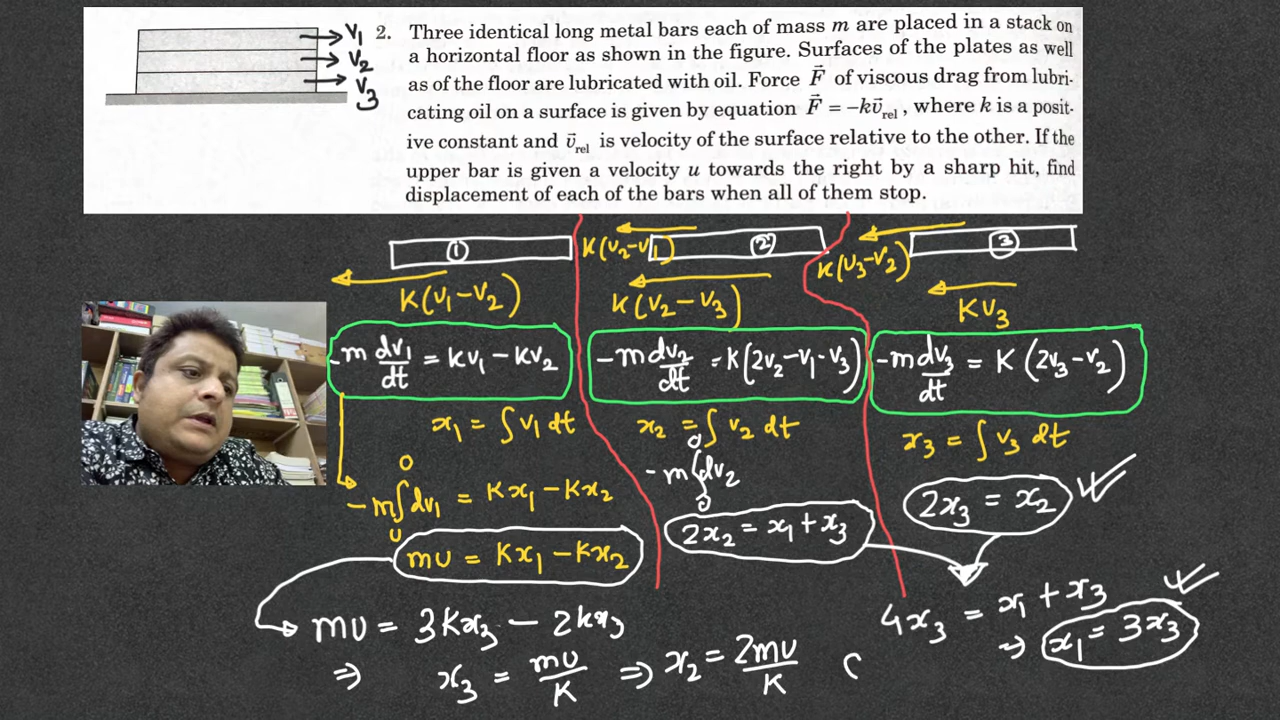 V1
V2
V3
2. Three identical long metal bars each of mass m are placed in a stack on
a horizontal floor as shown in the figure. Surfaces of the plates as well
as of the floor are lubricated with oil. Force F⃗ of viscous drag from lubri-
cating oil on a surface is given by equation F⃗ = −kv⃗rel, where k is a posit-
ive constant and v⃗rel is velocity of the surface relative to the other. If the
upper bar is given a velocity u towards the right by a sharp hit, find
displacement of each of the bars when all of them stop.
①
K(v1−v2)
-m dv1/dt = Kv1 − Kv2
x1 = ∫v1 dt
-m∫dv1 = Kx1 − Kx2
0
U
mu = Kx1 − Kx2
K(v2−v1)
②
K(v2−v3)
-m dv2/dt = K(2v2−v1−v3)
x2 = ∫v2 dt
0
-m∫dv2
0
2x2 = x1 + x3
K(v3−v2)
③
Kv3
-m dv3/dt = K(2v3−v2)
x3 = ∫v3 dt
2x3 = x2
4x3 = x1 + x3
⇒ x1 = 3x3
mu = 3Kx3 − 2Kx3
⇒ x3 = mu/K ⇒ x2 = 2mu/K